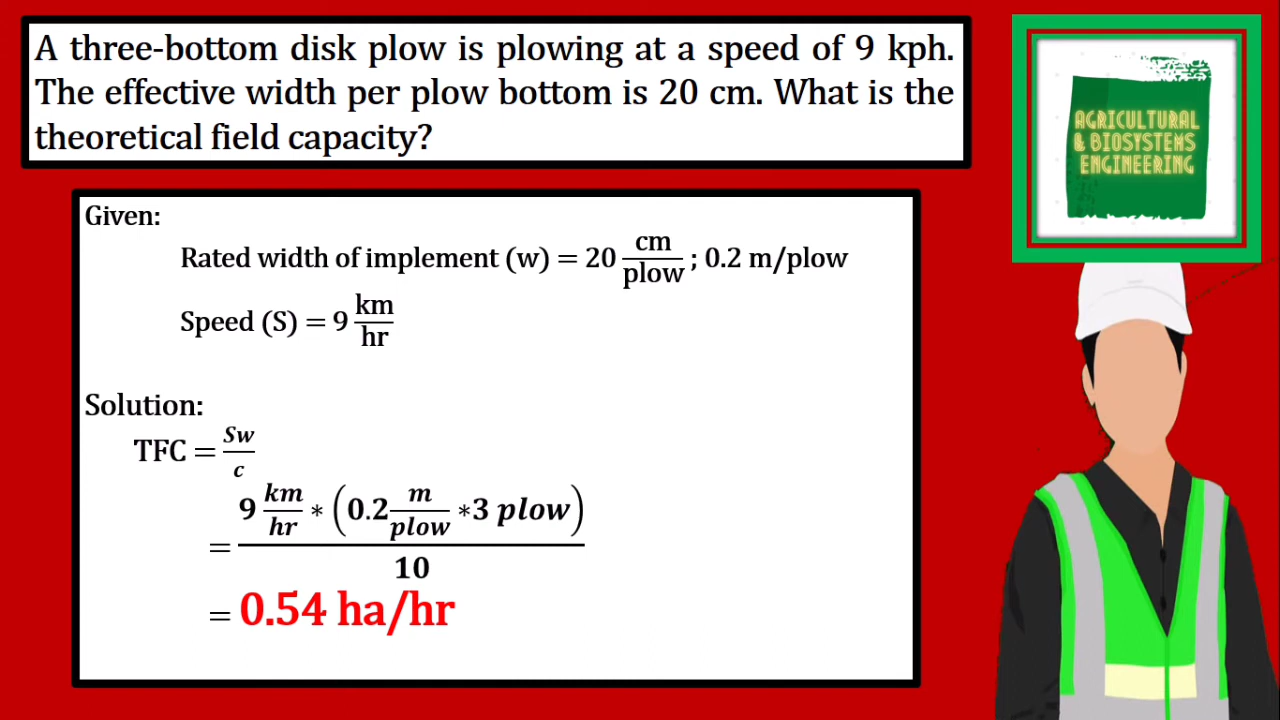 A three-bottom disk plow is plowing at a speed of 9 kph.
The effective width per plow bottom is 20 cm. What is the
theoretical field capacity?
AGRICULTURAL
& BIOSYSTEMS
ENGINEERING
Given:
Rated width of implement (w) = 20 cm/plow ; 0.2 m/plow
Speed (S) = 9 km/hr
Solution:
TFC = Sw/c
= 9 km/hr * (0.2 m/plow *3 plow) / 10
= 0.54 ha/hr